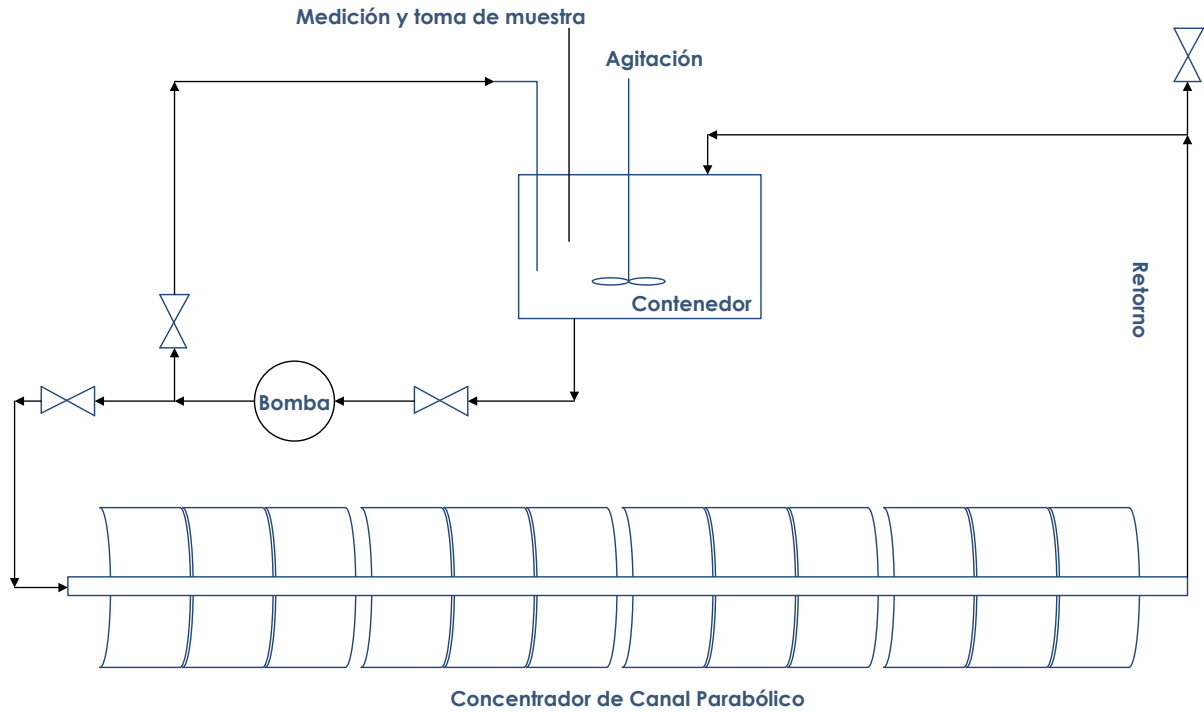 Medición y toma de muestra
Agitación
Retorno
Contenedor
Bomba
Concentrador de Canal Parabólico